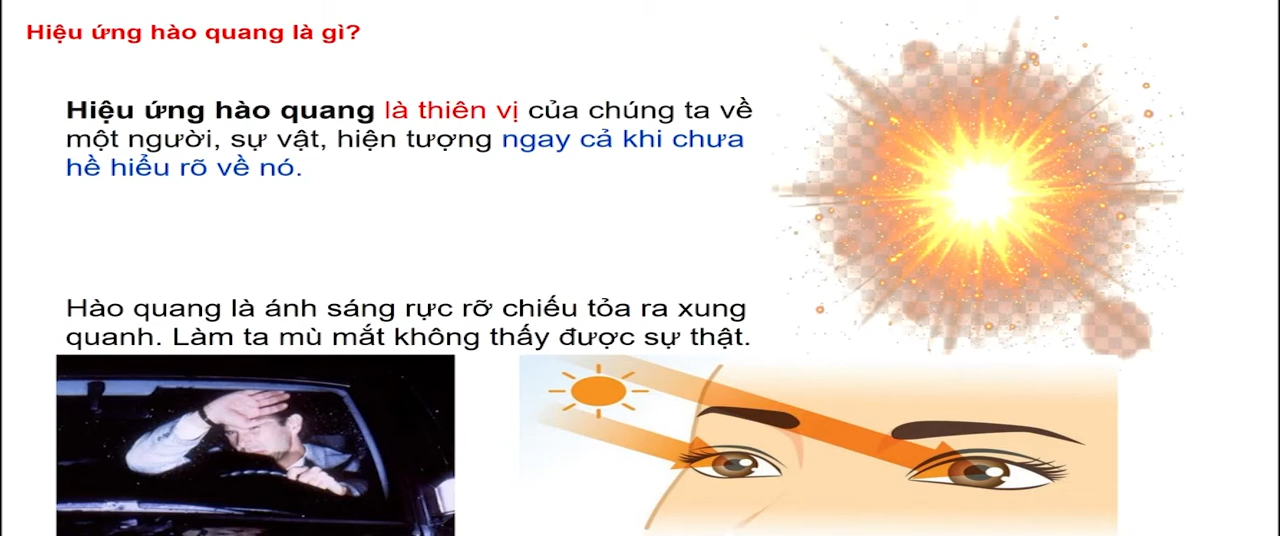 Hiệu ứng hào quang là gì?
Hiệu ứng hào quang là thiên vị của chúng ta về
một người, sự vật, hiện tượng ngay cả khi chưa
hề hiểu rõ về nó.
Hào quang là ánh sáng rực rỡ chiếu tỏa ra xung
quanh. Làm ta mù mắt không thấy được sự thật.